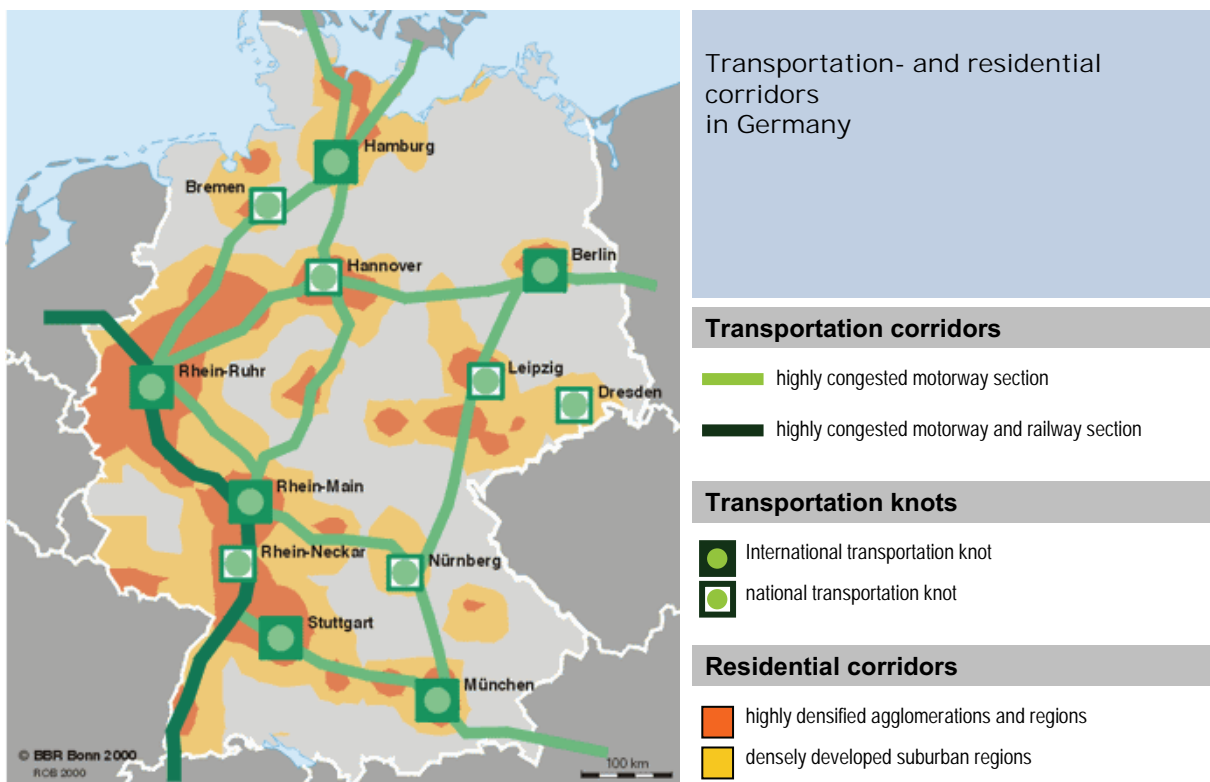 Hamburg
Bremen
Hannover
Berlin
Rhein-Ruhr
Leipzig
Dresden
Rhein-Main
Rhein-Neckar
Nürnberg
Stuttgart
München
© BBR Bonn 2000
ROB 2000
100 km
Transportation- and residential
corridors
in Germany
Transportation corridors
highly congested motorway section
highly congested motorway and railway section
Transportation knots
International transportation knot
national transportation knot
Residential corridors
highly densified agglomerations and regions
densely developed suburban regions